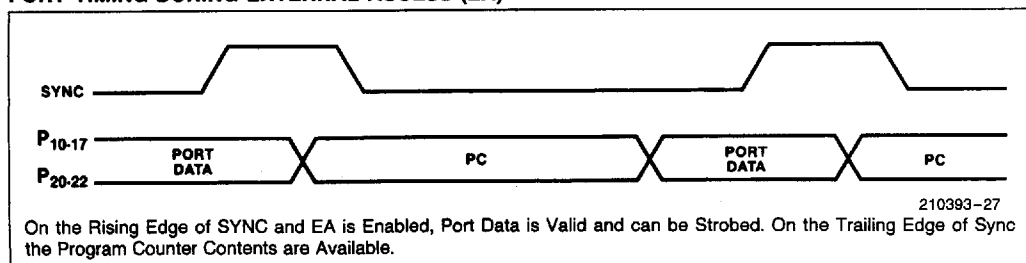 PORT TIMING DURING EXTERNAL ACCESS (EA)
SYNC
P10-17
P20-22
PORT
DATA
PC
PORT
DATA
PC
210393-27
On the Rising Edge of SYNC and EA is Enabled, Port Data is Valid and can be Strobed. On the Trailing Edge of Sync
the Program Counter Contents are Available.